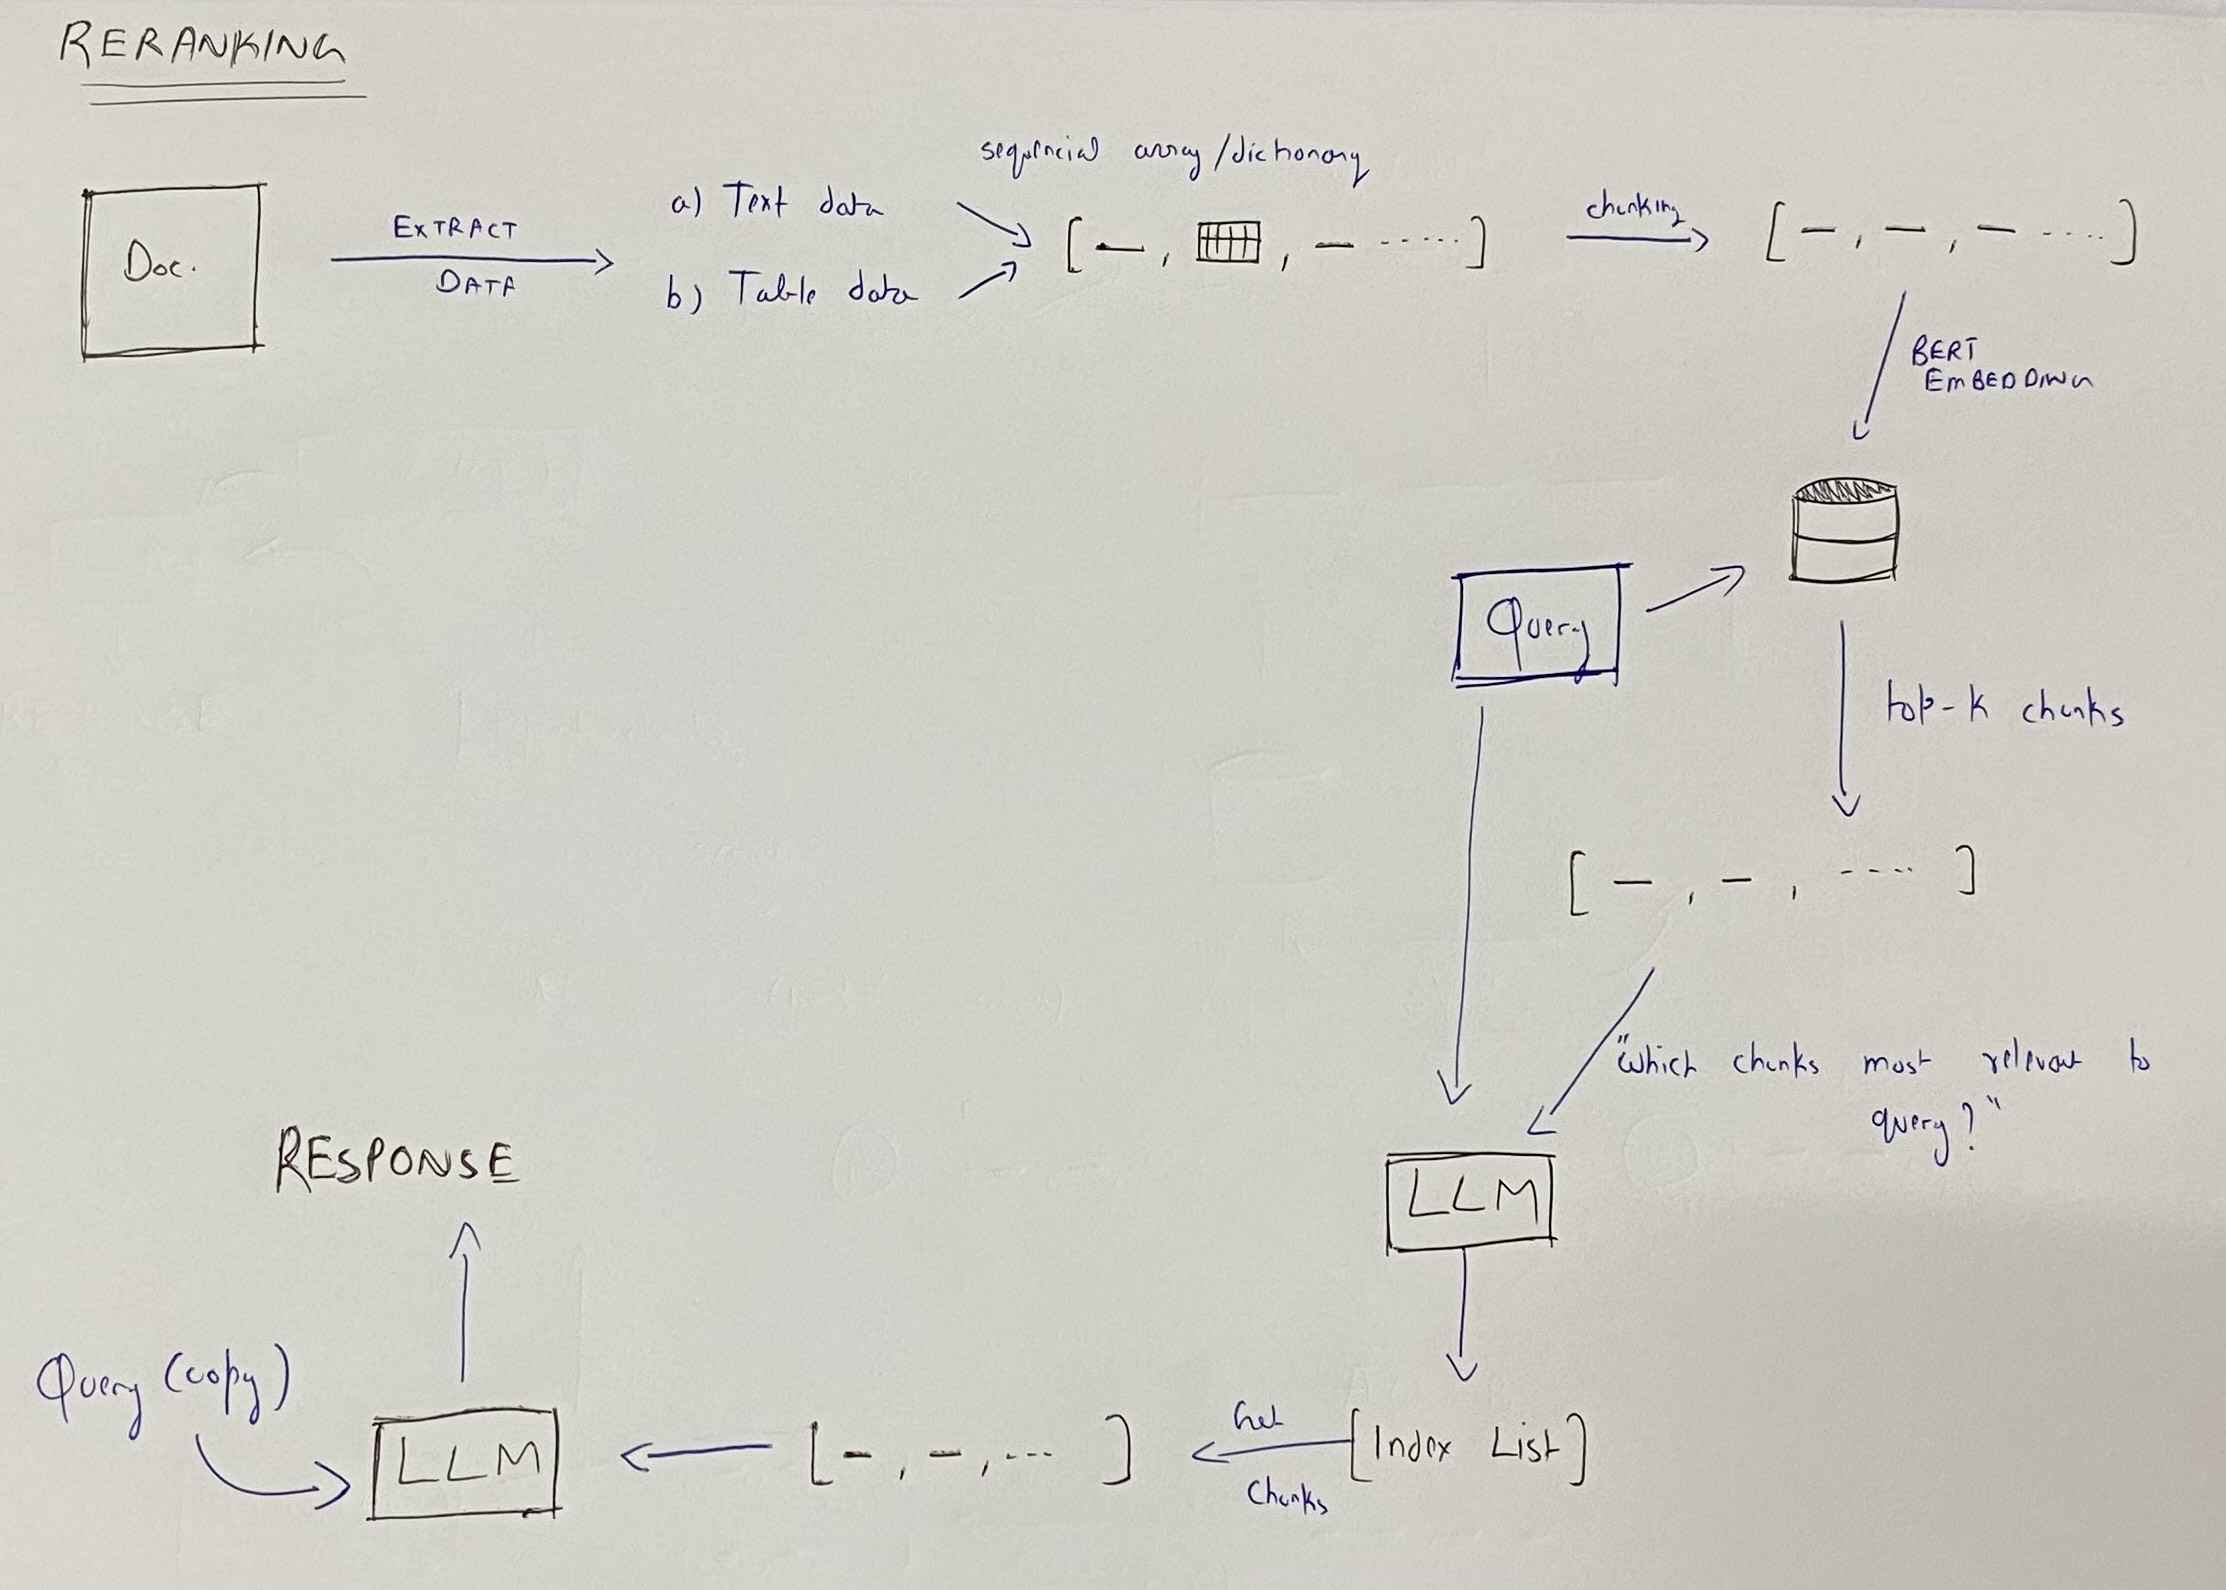 RERANKING
Doc.
EXTRACT
DATA
a) Text data
b) Table data
sequencial array/dictionary
[—, , — ·····]
chunking
[—, —, — ····]
BERT
EMBEDDING
Query
top-k chunks
[—, —, ····]
"which chunks most relevant to
query?"
LLM
[Index List]
Get
Chunks
[-, -, ···]
LLM
Query (copy)
RESPONSE